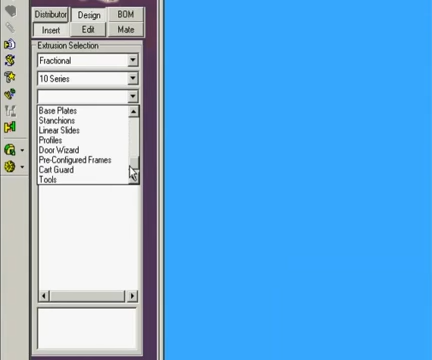 Distributor Design BOM
Insert Edit Mate
Extrusion Selection
Fractional
10 Series
Base Plates
Stanchions
Linear Slides
Profiles
Door Wizard
Pre-Configured Frames
Cart Guard
Tools